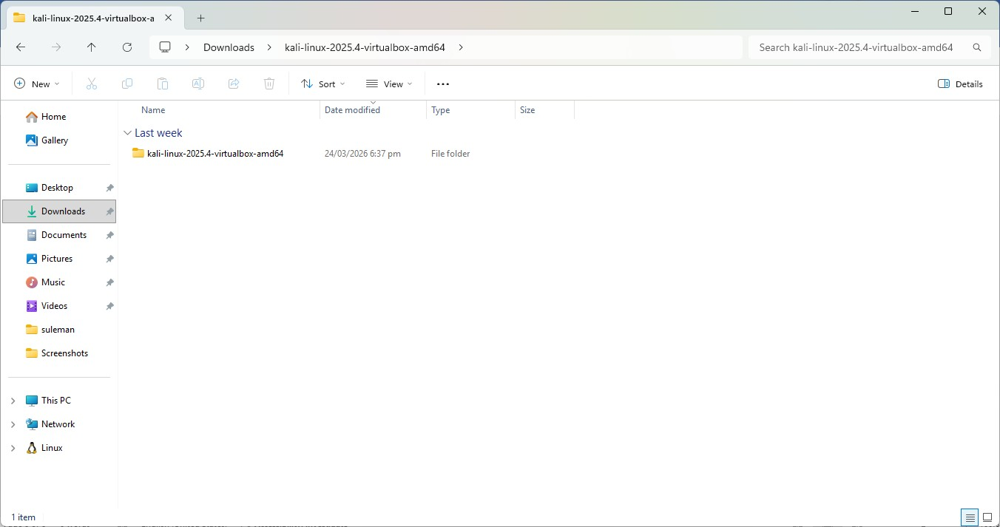 kali-linux-2025.4-virtualbox-a
Downloads kali-linux-2025.4-virtualbox-amd64 Search kali-linux-2025.4-virtualbox-amd64
New Sort View Details
Name Date modified Type Size
Last week
kali-linux-2025.4-virtualbox-amd64 24/03/2026 6:37 pm File folder
Home
Gallery
Desktop
Downloads
Documents
Pictures
Music
Videos
suleman
Screenshots
This PC
Network
Linux
1 item